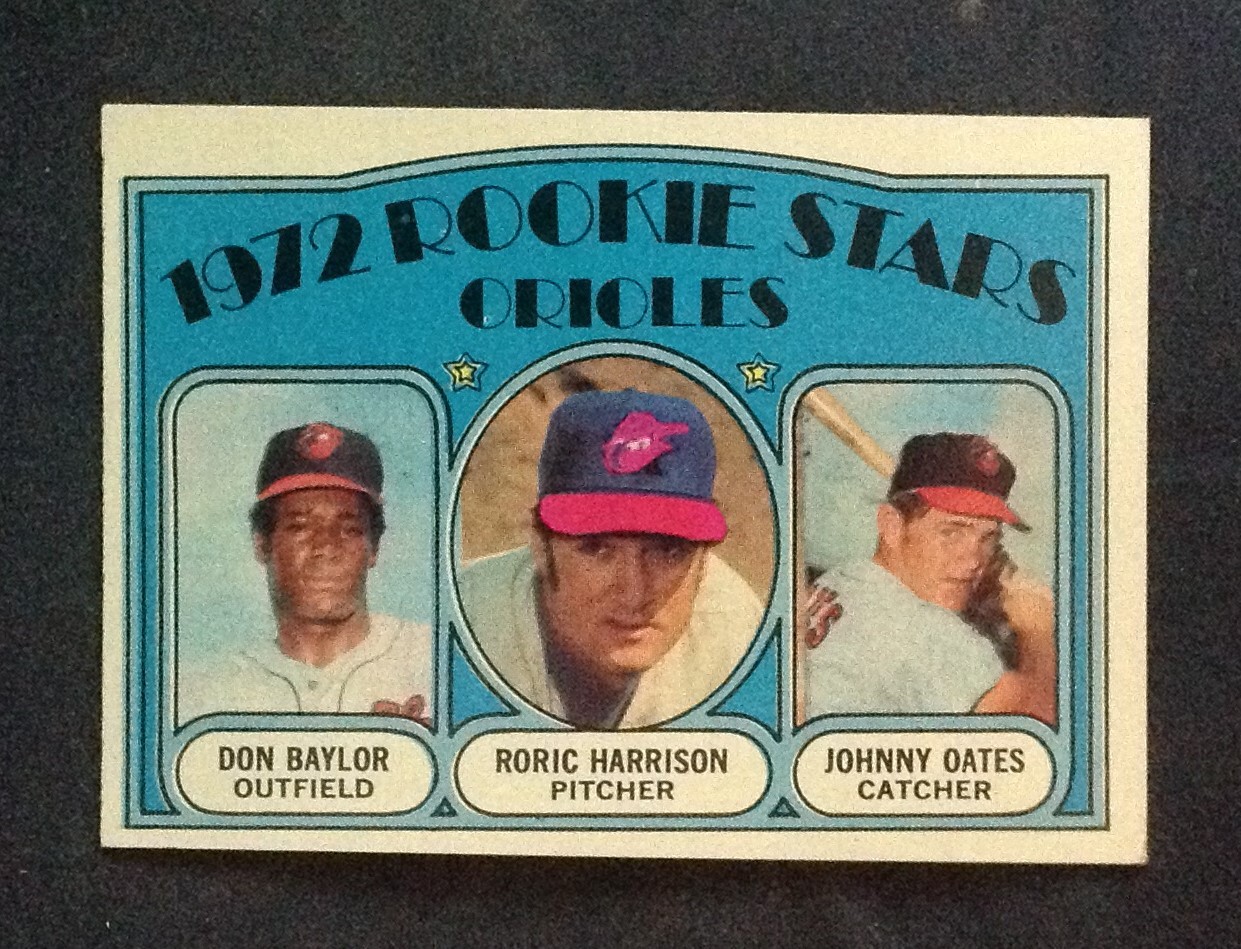 1972 ROOKIE STARS
ORIOLES
DON BAYLOR
OUTFIELD
RORIC HARRISON
PITCHER
JOHNNY OATES
CATCHER